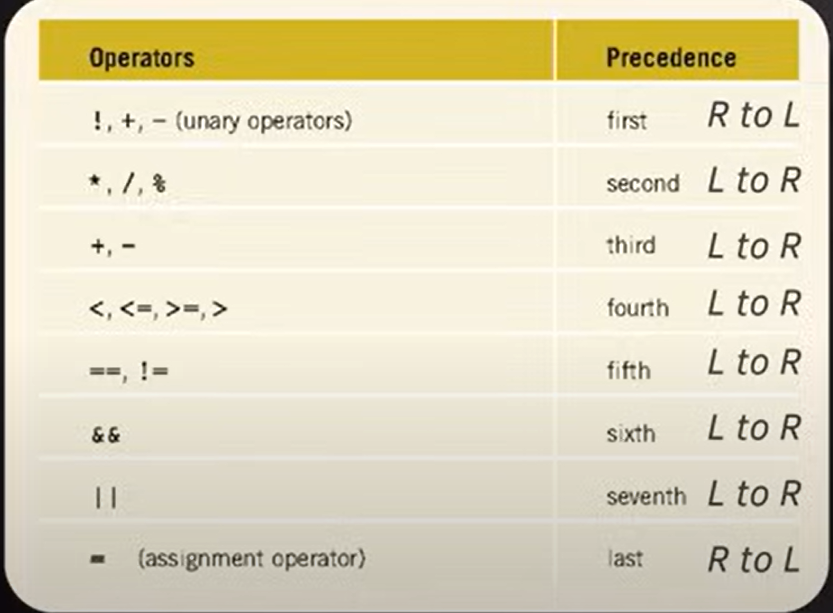 Operators Precedence
!, +, - (unary operators) first R to L
*, /, % second L to R
+, - third L to R
<, <=, >=, > fourth L to R
==, != fifth L to R
&& sixth L to R
|| seventh L to R
= (assignment operator) last R to L